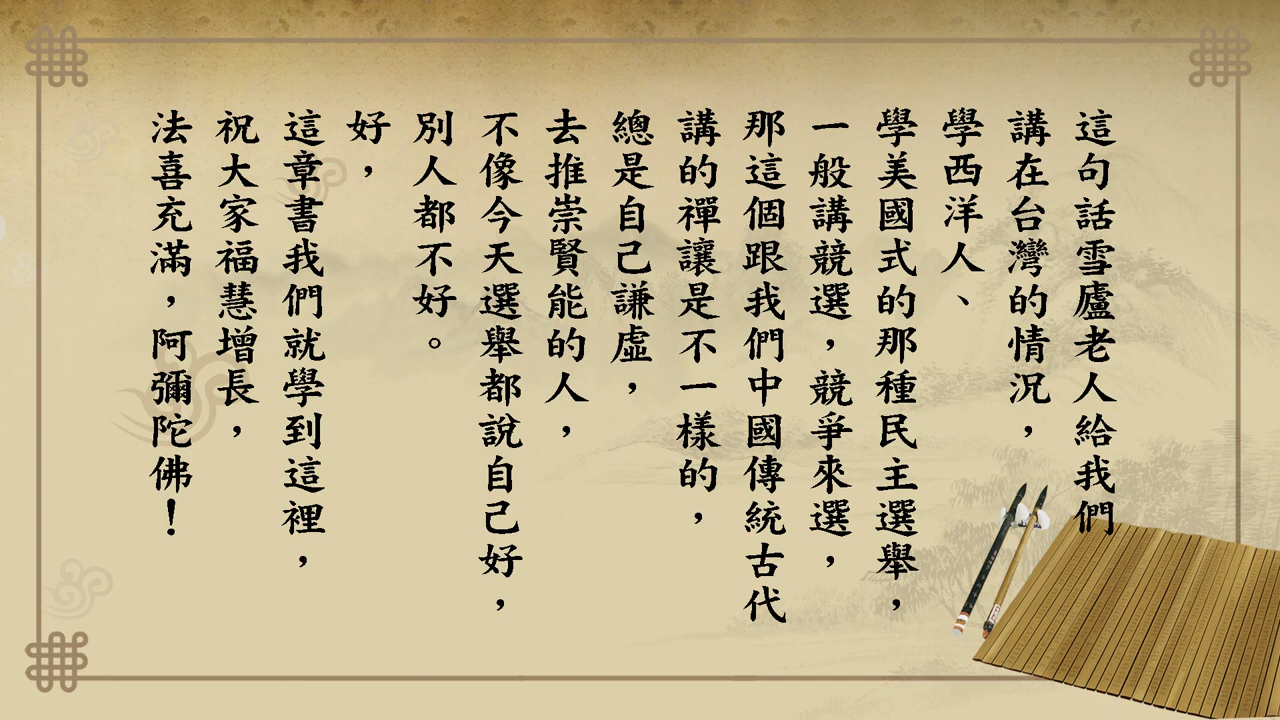 這句話雪廬老人給我們
講在台灣的情況，
學西洋人、
學美國式的那種民主選舉，
一般講競選，競爭來選，
那這個跟我們中國傳統古代
講的禪讓是不一樣的，
總是自己謙虛，
去推崇賢能的人，
不像今天選舉都說自己好，
別人都不好。
好，
這章書我們就學到這裡，
祝大家福慧增長，
法喜充滿，阿彌陀佛！